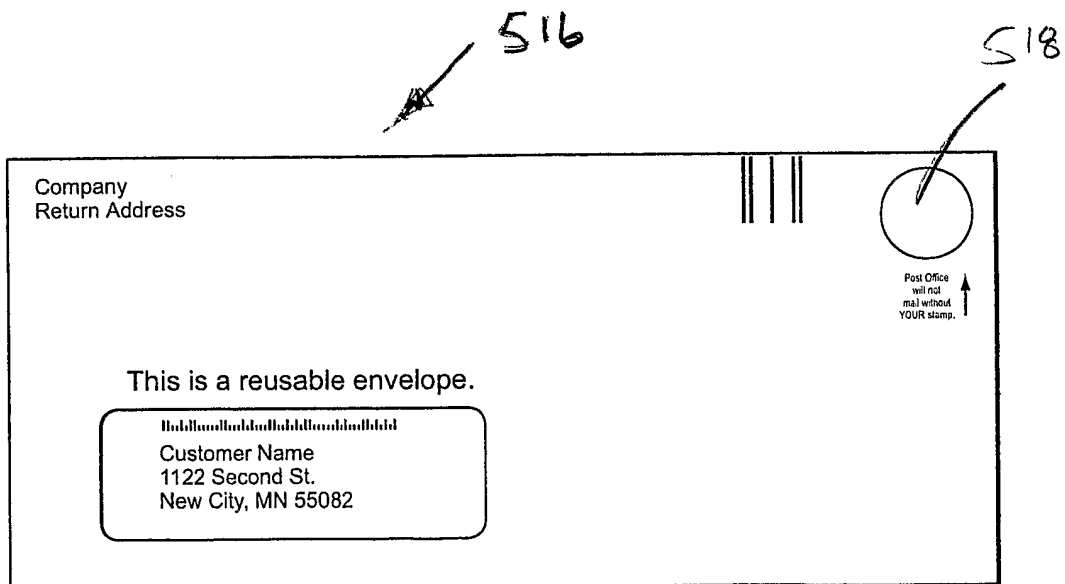 516
518
Company
Return Address
Post Office
will not
mail without
YOUR stamp.
This is a reusable envelope.
Customer Name
1122 Second St.
New City, MN 55082